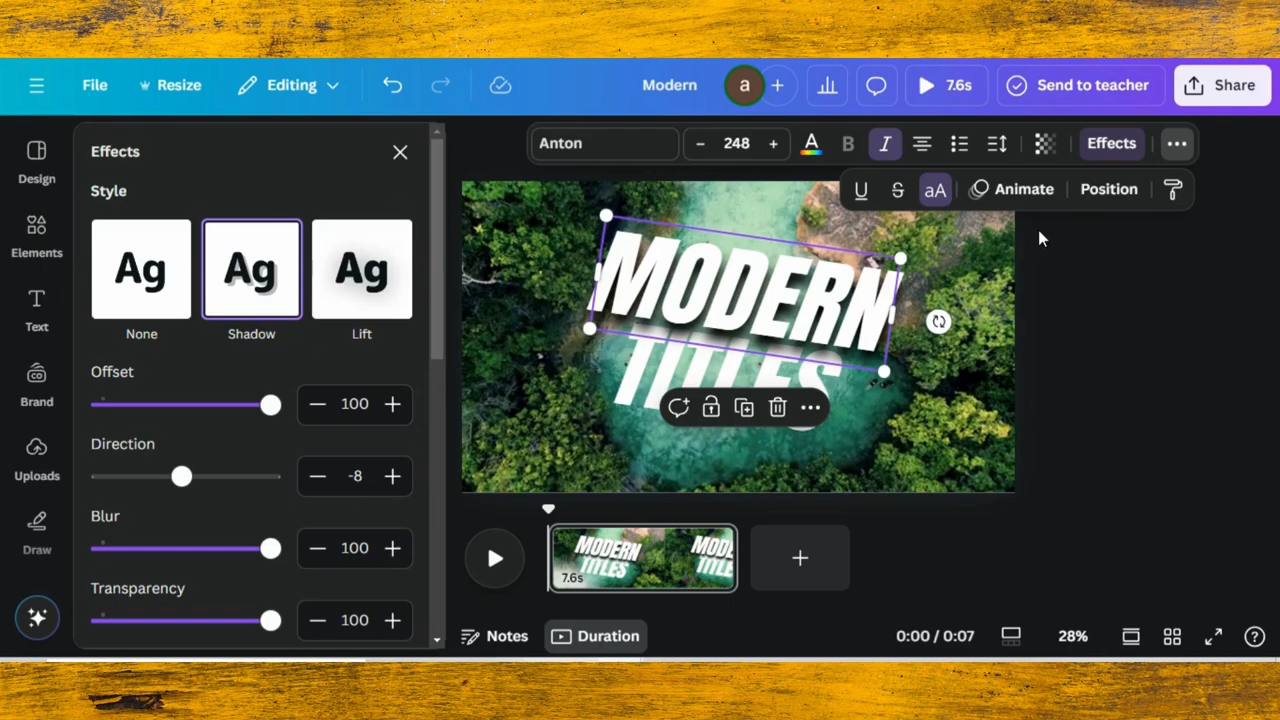 File
Resize
Editing
Modern
a
7.6s
Send to teacher
Share
Design
Elements
Text
Brand
Uploads
Draw
Effects
Style
Ag
Ag
Ag
None
Shadow
Lift
Offset
100
Direction
-8
Blur
100
Transparency
100
Anton
248
A
B
I
Effects
U
S
aA
Animate
Position
MODERN
TITLES
MODERN
TITLES
7.6s
Notes
Duration
0:00 / 0:07
28%